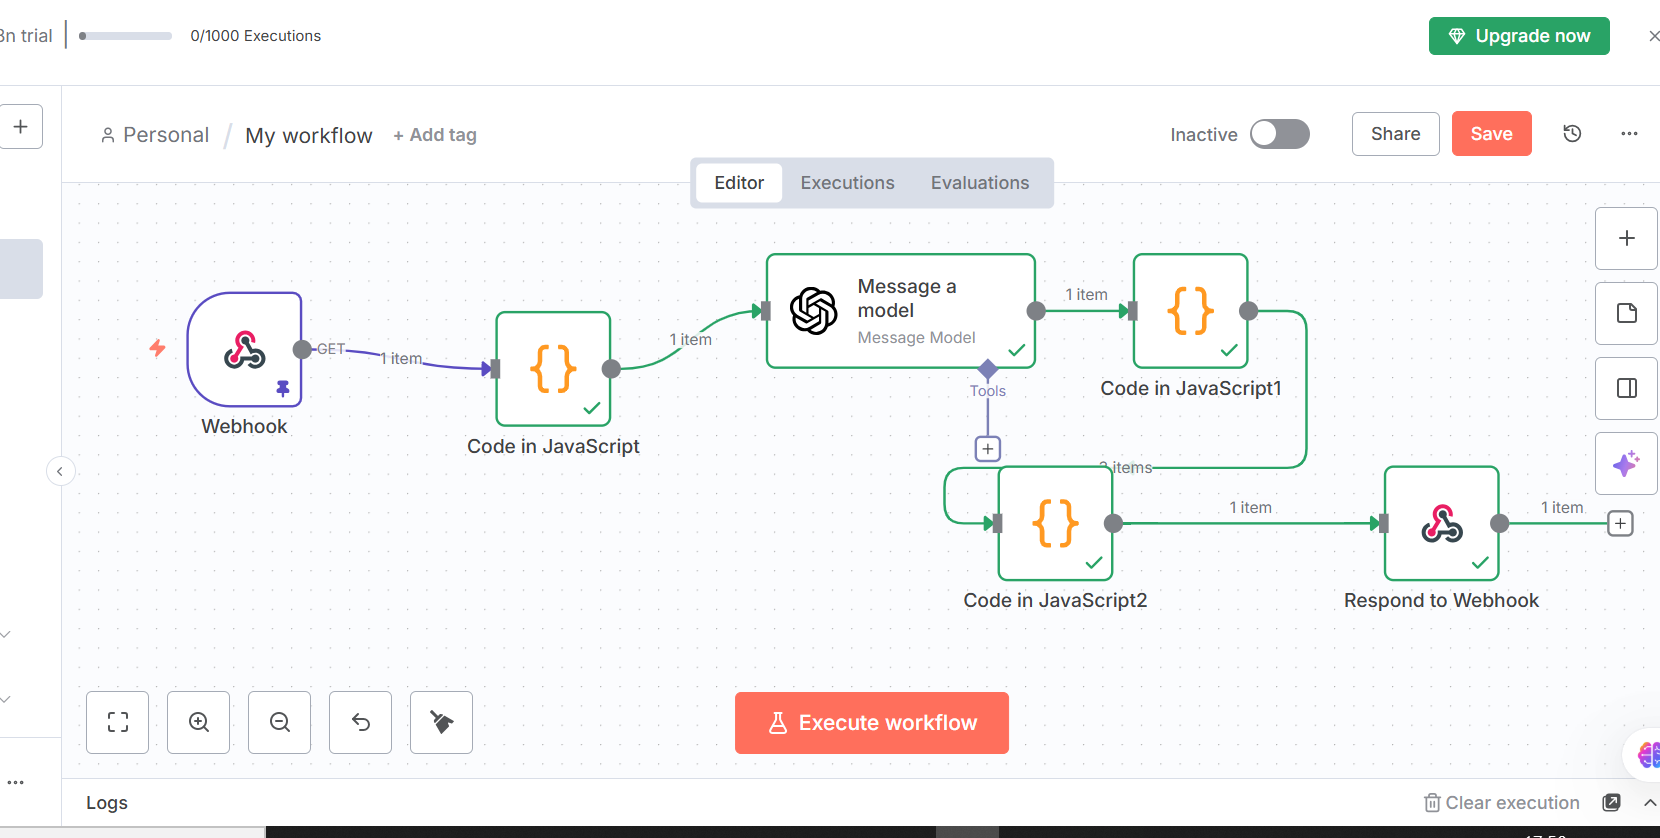 3n trial
0/1000 Executions
Upgrade now
Personal / My workflow + Add tag
Inactive
Share
Save
Editor
Executions
Evaluations
GET
1 item
Webhook
Code in JavaScript
1 item
Message a
model
Message Model
Tools
1 item
Code in JavaScript1
items
Code in JavaScript2
1 item
Respond to Webhook
1 item
Execute workflow
Logs
Clear execution